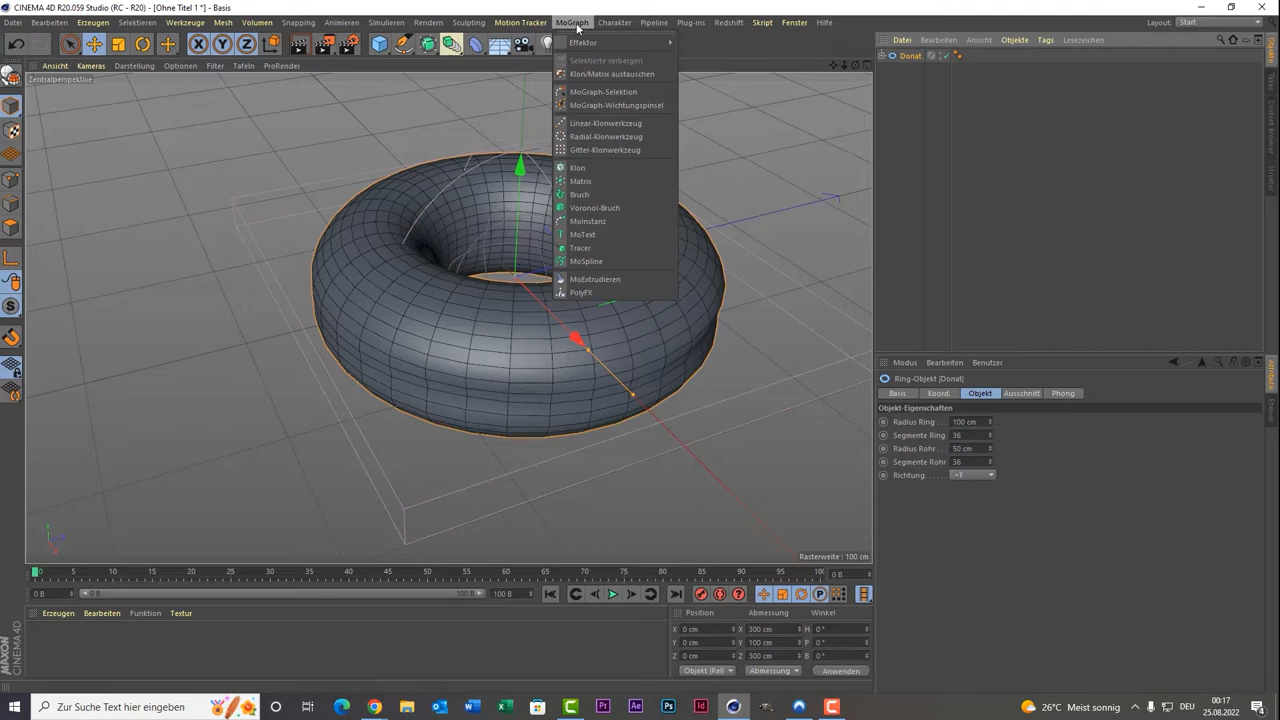 CINEMA 4D R20.059 Studio (RC - R20) - [Ohne Titel 1 *] - Basis
Datei Bearbeiten Erzeugen Selektieren Werkzeuge Mesh Volumen Snapping Animieren Simulieren Rendern Sculpting Motion Tracker MoGraph Charakter Pipeline Plug-ins Redshift Skript Fenster Hilfe Layout: Start
X Y Z
Ansicht Kameras Darstellung Optionen Filter Tafeln ProRender
Zentralperspektive
Effektor
Selektierte verbergen
Klon/Matrix austauschen
MoGraph-Selektion
MoGraph-Wichtungspinsel
Linear-Klonwerkzeug
Radial-Klonwerkzeug
Gitter-Klonwerkzeug
Klon
Matrix
Bruch
Voronoi-Bruch
MoInstanz
MoText
Tracer
MoSpline
MoExtrudieren
PolyFX
Rasterweite : 100 cm
Datei Bearbeiten Ansicht Objekte Tags Lesezeichen
Donat
Objekte
Takes
Content Browser
Struktur
Modus Bearbeiten Benutzer
Ring-Objekt [Donat]
Basis Koord. Objekt Ausschnitt Phong
Objekt-Eigenschaften
Radius Ring . . . 100 cm
Segmente Ring 36
Radius Rohr . . 50 cm
Segmente Rohr 36
Richtung. . . . . . +Y
Attribute
Ebenen
0 5 10 15 20 25 30 35 40 45 50 55 60 65 70 75 80 85 90 95 100 0 B
0 B 0 B 100 B 100 B
Erzeugen Bearbeiten Funktion Textur
Position Abmessung Winkel
X 0 cm X 300 cm H 0 °
Y 0 cm Y 100 cm P 0 °
Z 0 cm Z 300 cm B 0 °
Objekt (Rel) Abmessung Anwenden
MAXON CINEMA 4D
Zur Suche Text hier eingeben
26°C Meist sonnig DEU 00:17
25.08.2022
4